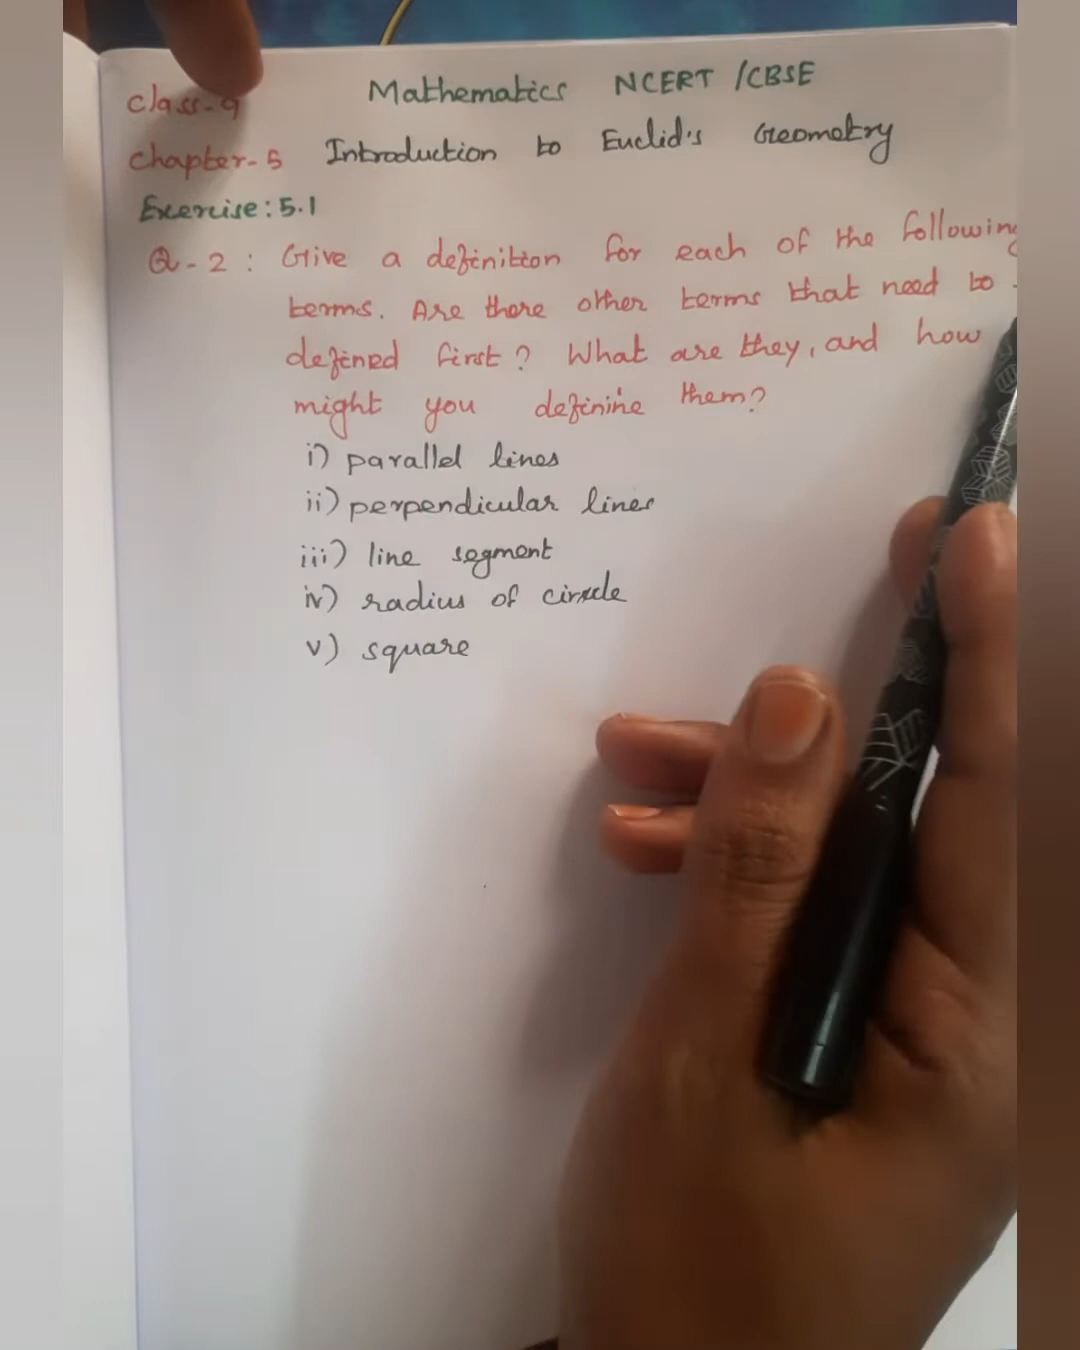 class-9 Mathematics NCERT /CBSE
chapter-5 Introduction to Euclid's Geometry
Exercise: 5.1
Q-2: Give a definition for each of the following
terms. Are there other terms that need to
defined first? What are they, and how
might you definine them?
i) parallel lines
ii) perpendicular lines
iii) line segment
iv) radius of circle
v) square